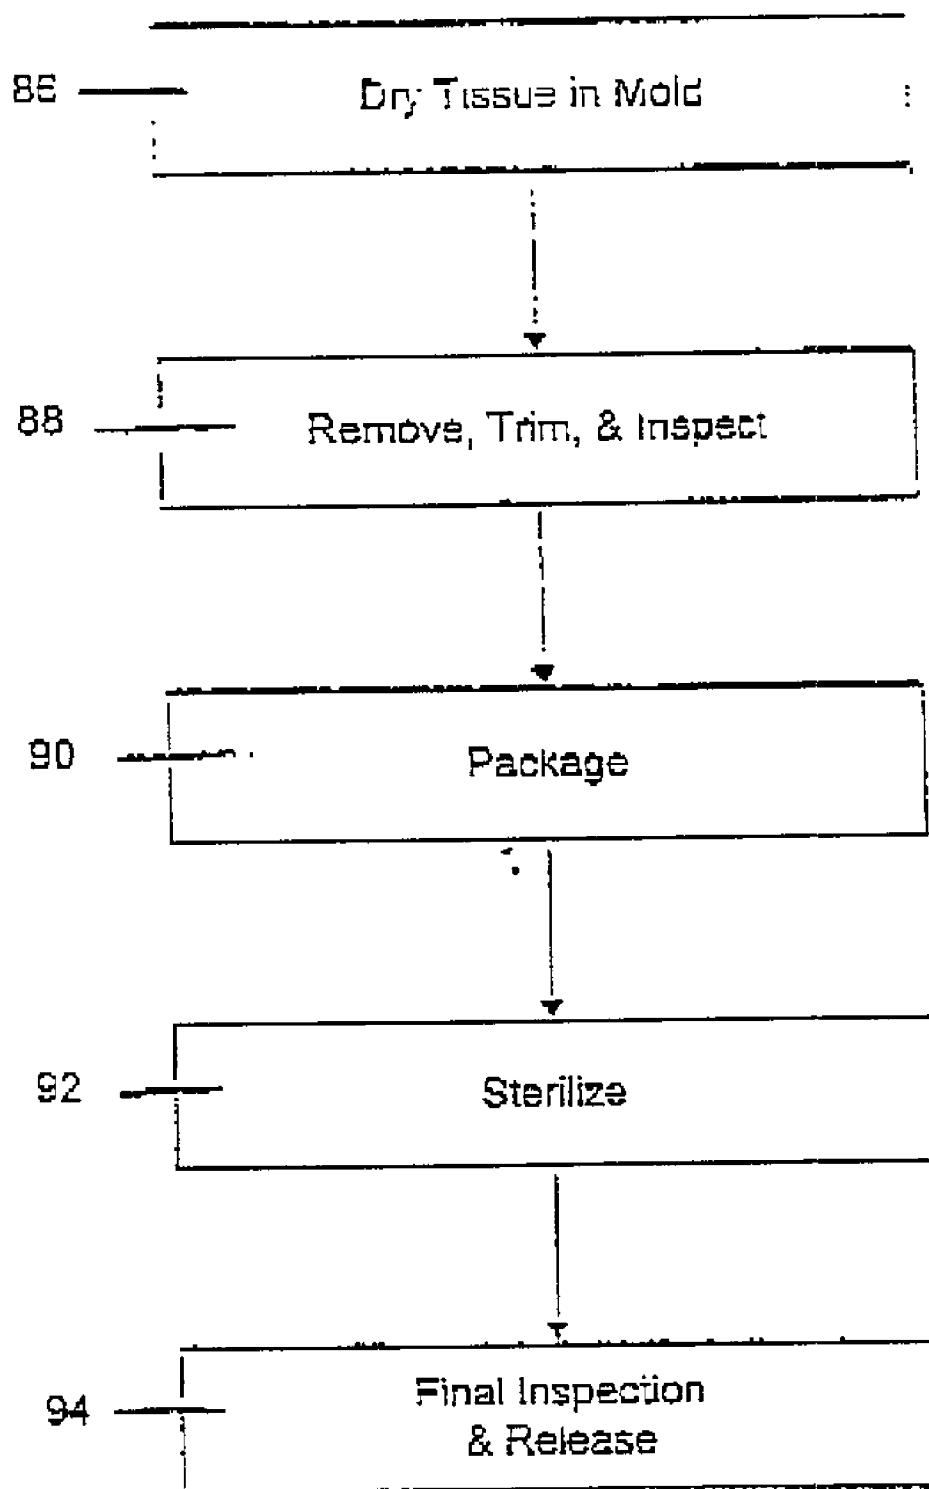 86
Dry Tissue in Mold
88
Remove, Trim, & Inspect
90
Package
92
Sterilize
94
Final Inspection
& Release